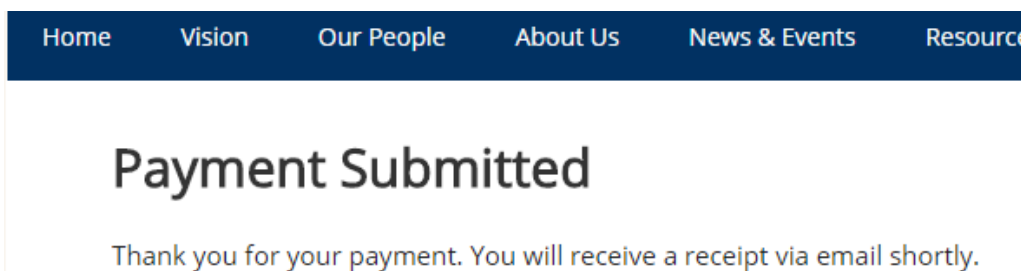 Home Vision Our People About Us News & Events Resource
Payment Submitted
Thank you for your payment. You will receive a receipt via email shortly.